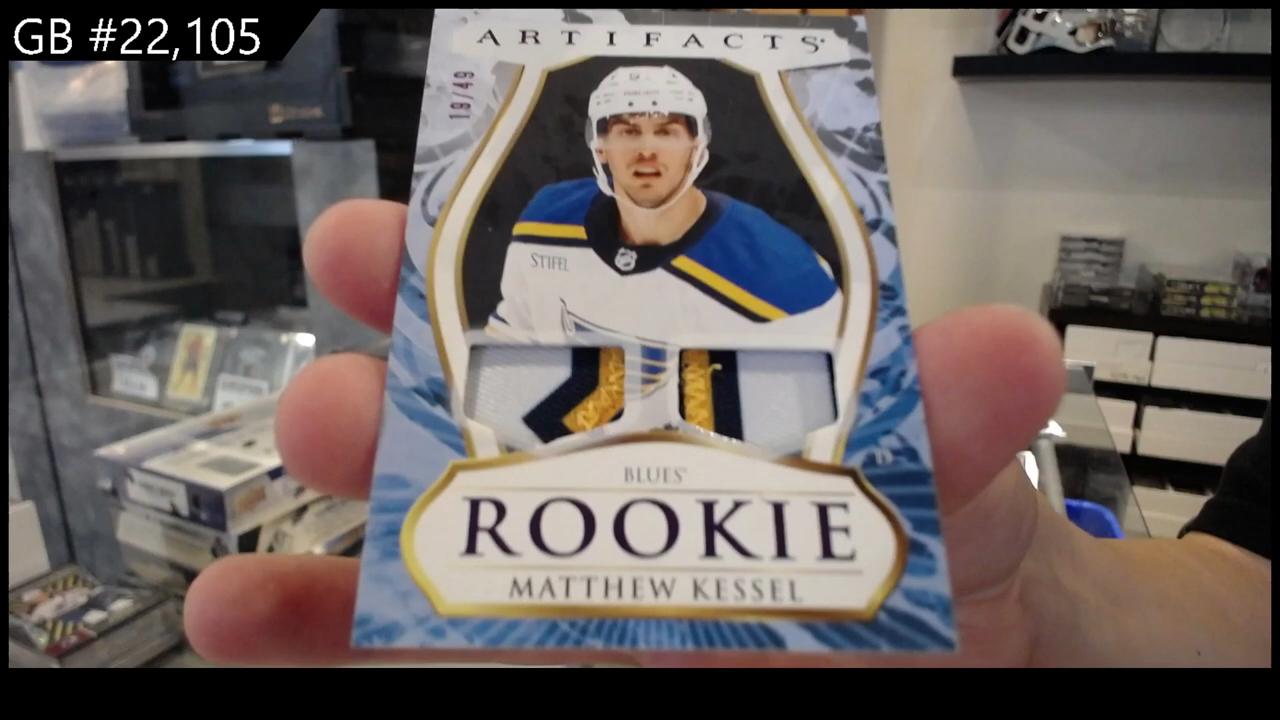 GB #22,105
ARTIFACTS
19/49
STIFEL
BLUES
ROOKIE
MATTHEW KESSEL